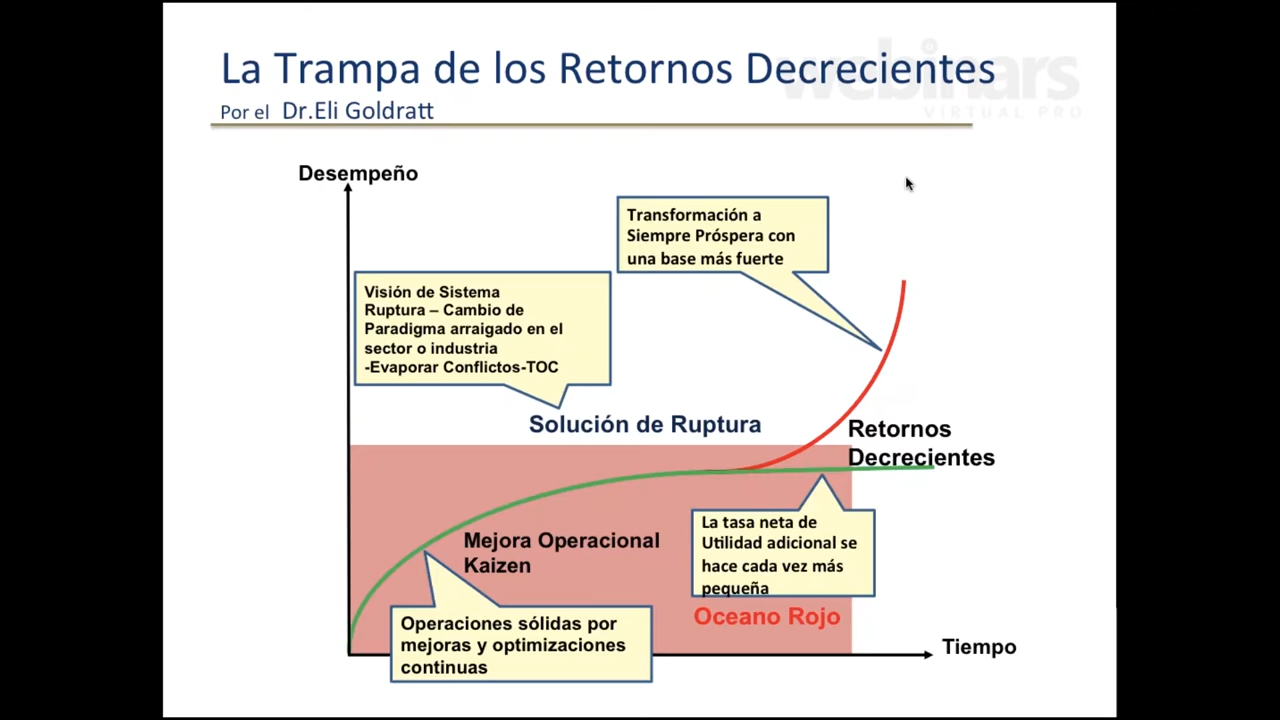 La Trampa de los Retornos Decrecientes
webinars
VIRTUAL PRO
Por el Dr.Eli Goldratt
Desempeño
Transformación a
Siempre Próspera con
una base más fuerte
Visión de Sistema
Ruptura – Cambio de
Paradigma arraigado en el
sector o industria
-Evaporar Conflictos-TOC
Solución de Ruptura
Retornos
Decrecientes
La tasa neta de
Utilidad adicional se
hace cada vez más
pequeña
Mejora Operacional
Kaizen
Oceano Rojo
Operaciones sólidas por
mejoras y optimizaciones
continuas
Tiempo